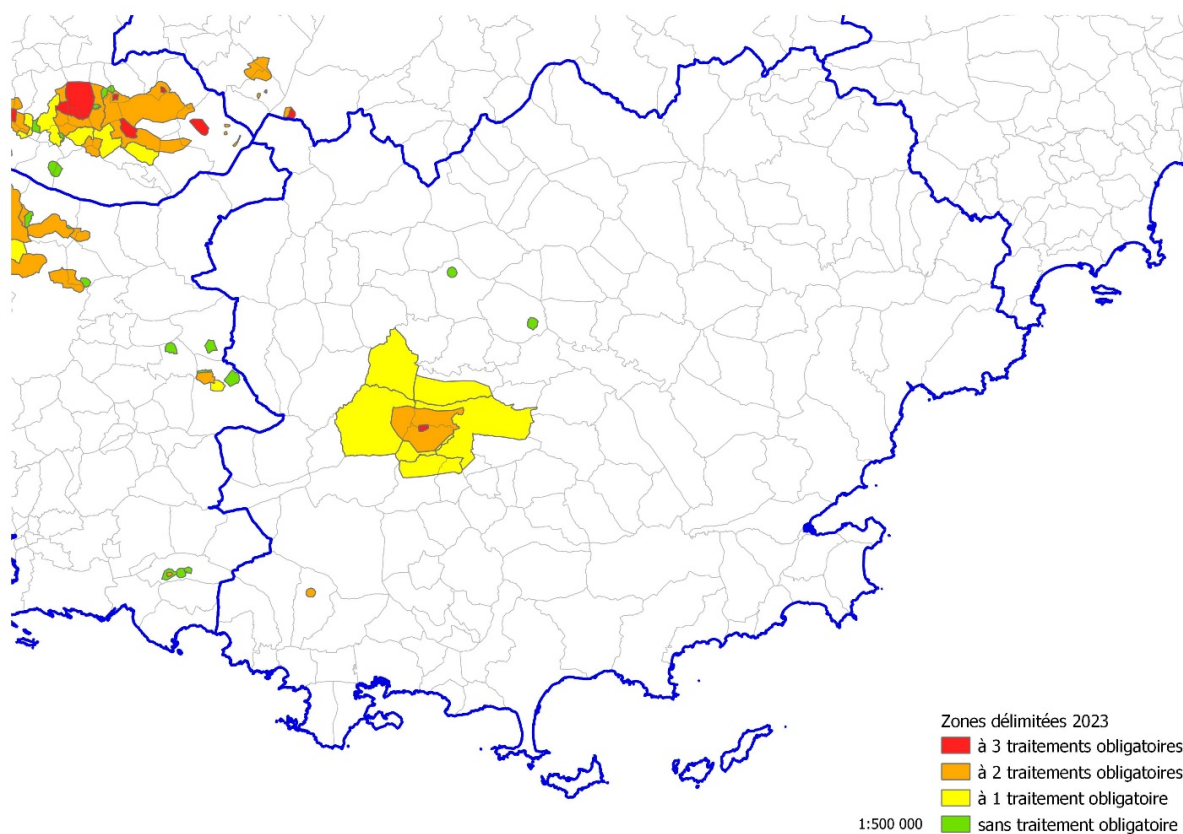 Zones délimitées 2023
à 3 traitements obligatoires
à 2 traitements obligatoires
à 1 traitement obligatoire
sans traitement obligatoire
1:500 000